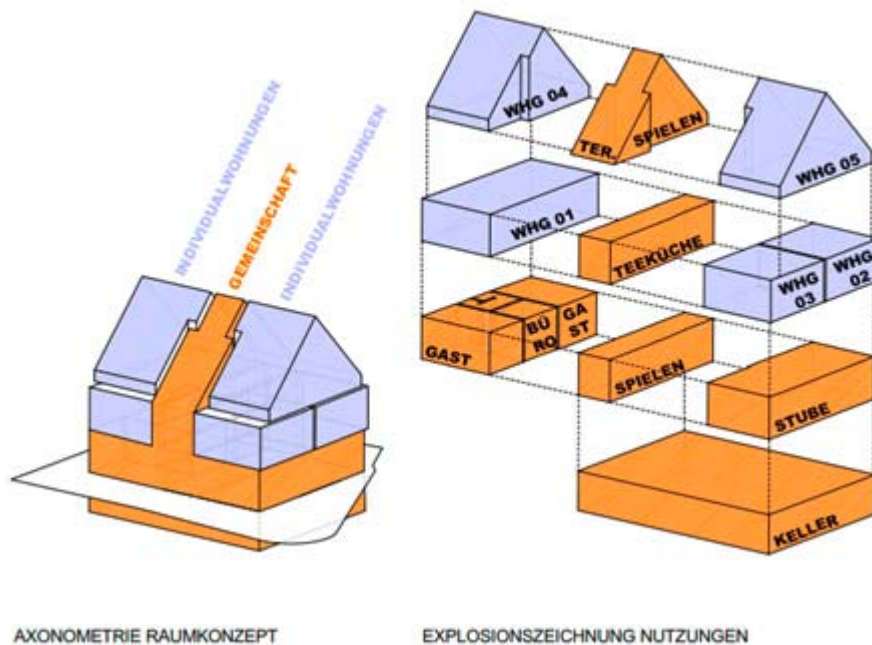 INDIVIDUALWOHNUNGEN
GEMEINSCHAFT
INDIVIDUALWOHNUNGEN
WHG 04
TER.
SPIELEN
WHG 05
WHG 01
TEEKÜCHE
WHG
03
WHG
02
GAST
BÜ
RO
GA
ST
SPIELEN
STUBE
KELLER
AXONOMETRIE RAUMKONZEPT
EXPLOSIONSZEICHNUNG NUTZUNGEN